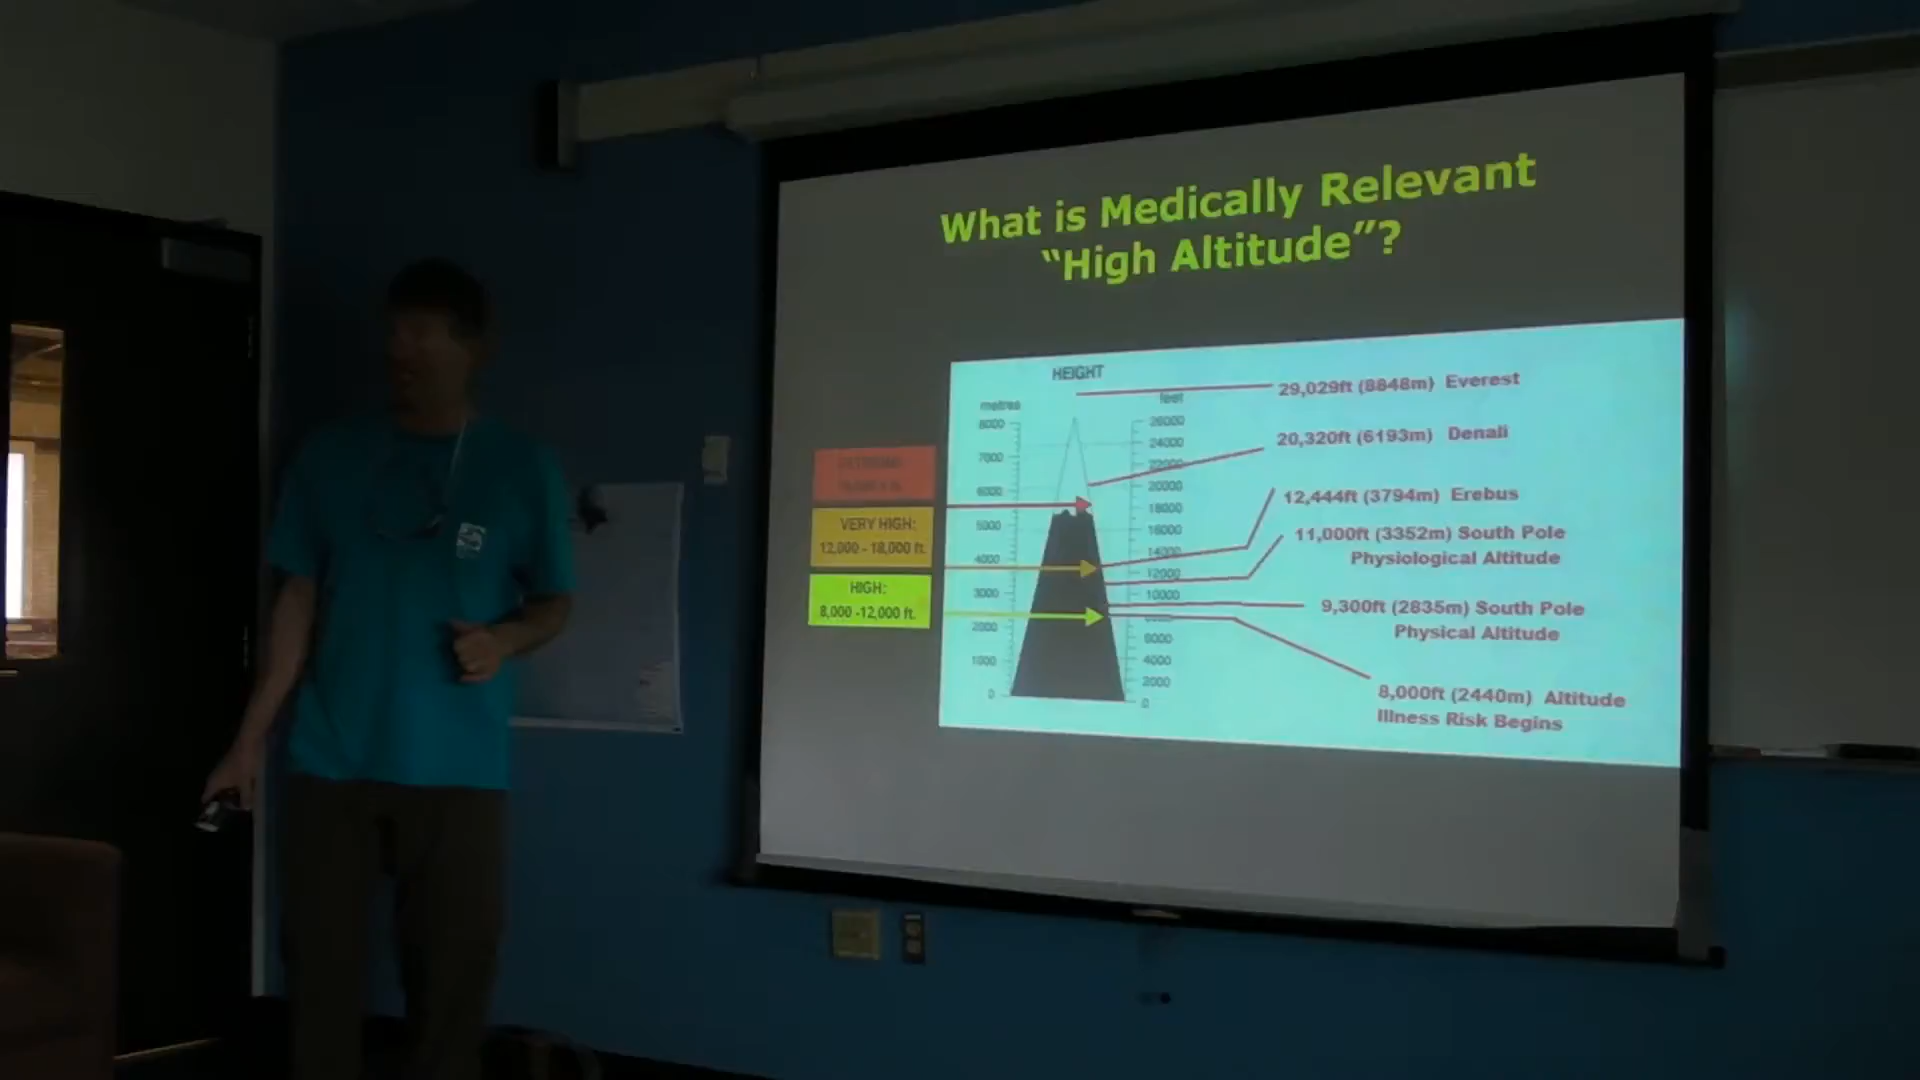 What is Medically Relevant
“High Altitude”?
HEIGHT
metres
8000
7000
6000
5000
4000
3000
2000
1000
0
feet
26000
24000
22000
20000
18000
16000
14000
12000
10000
8000
6000
4000
2000
0
VERY HIGH:
12,000 - 18,000 ft.
HIGH:
8,000 -12,000 ft.
29,029ft (8848m) Everest
20,320ft (6193m) Denali
12,444ft (3794m) Erebus
11,000ft (3352m) South Pole
Physiological Altitude
9,300ft (2835m) South Pole
Physical Altitude
8,000ft (2440m) Altitude
Illness Risk Begins